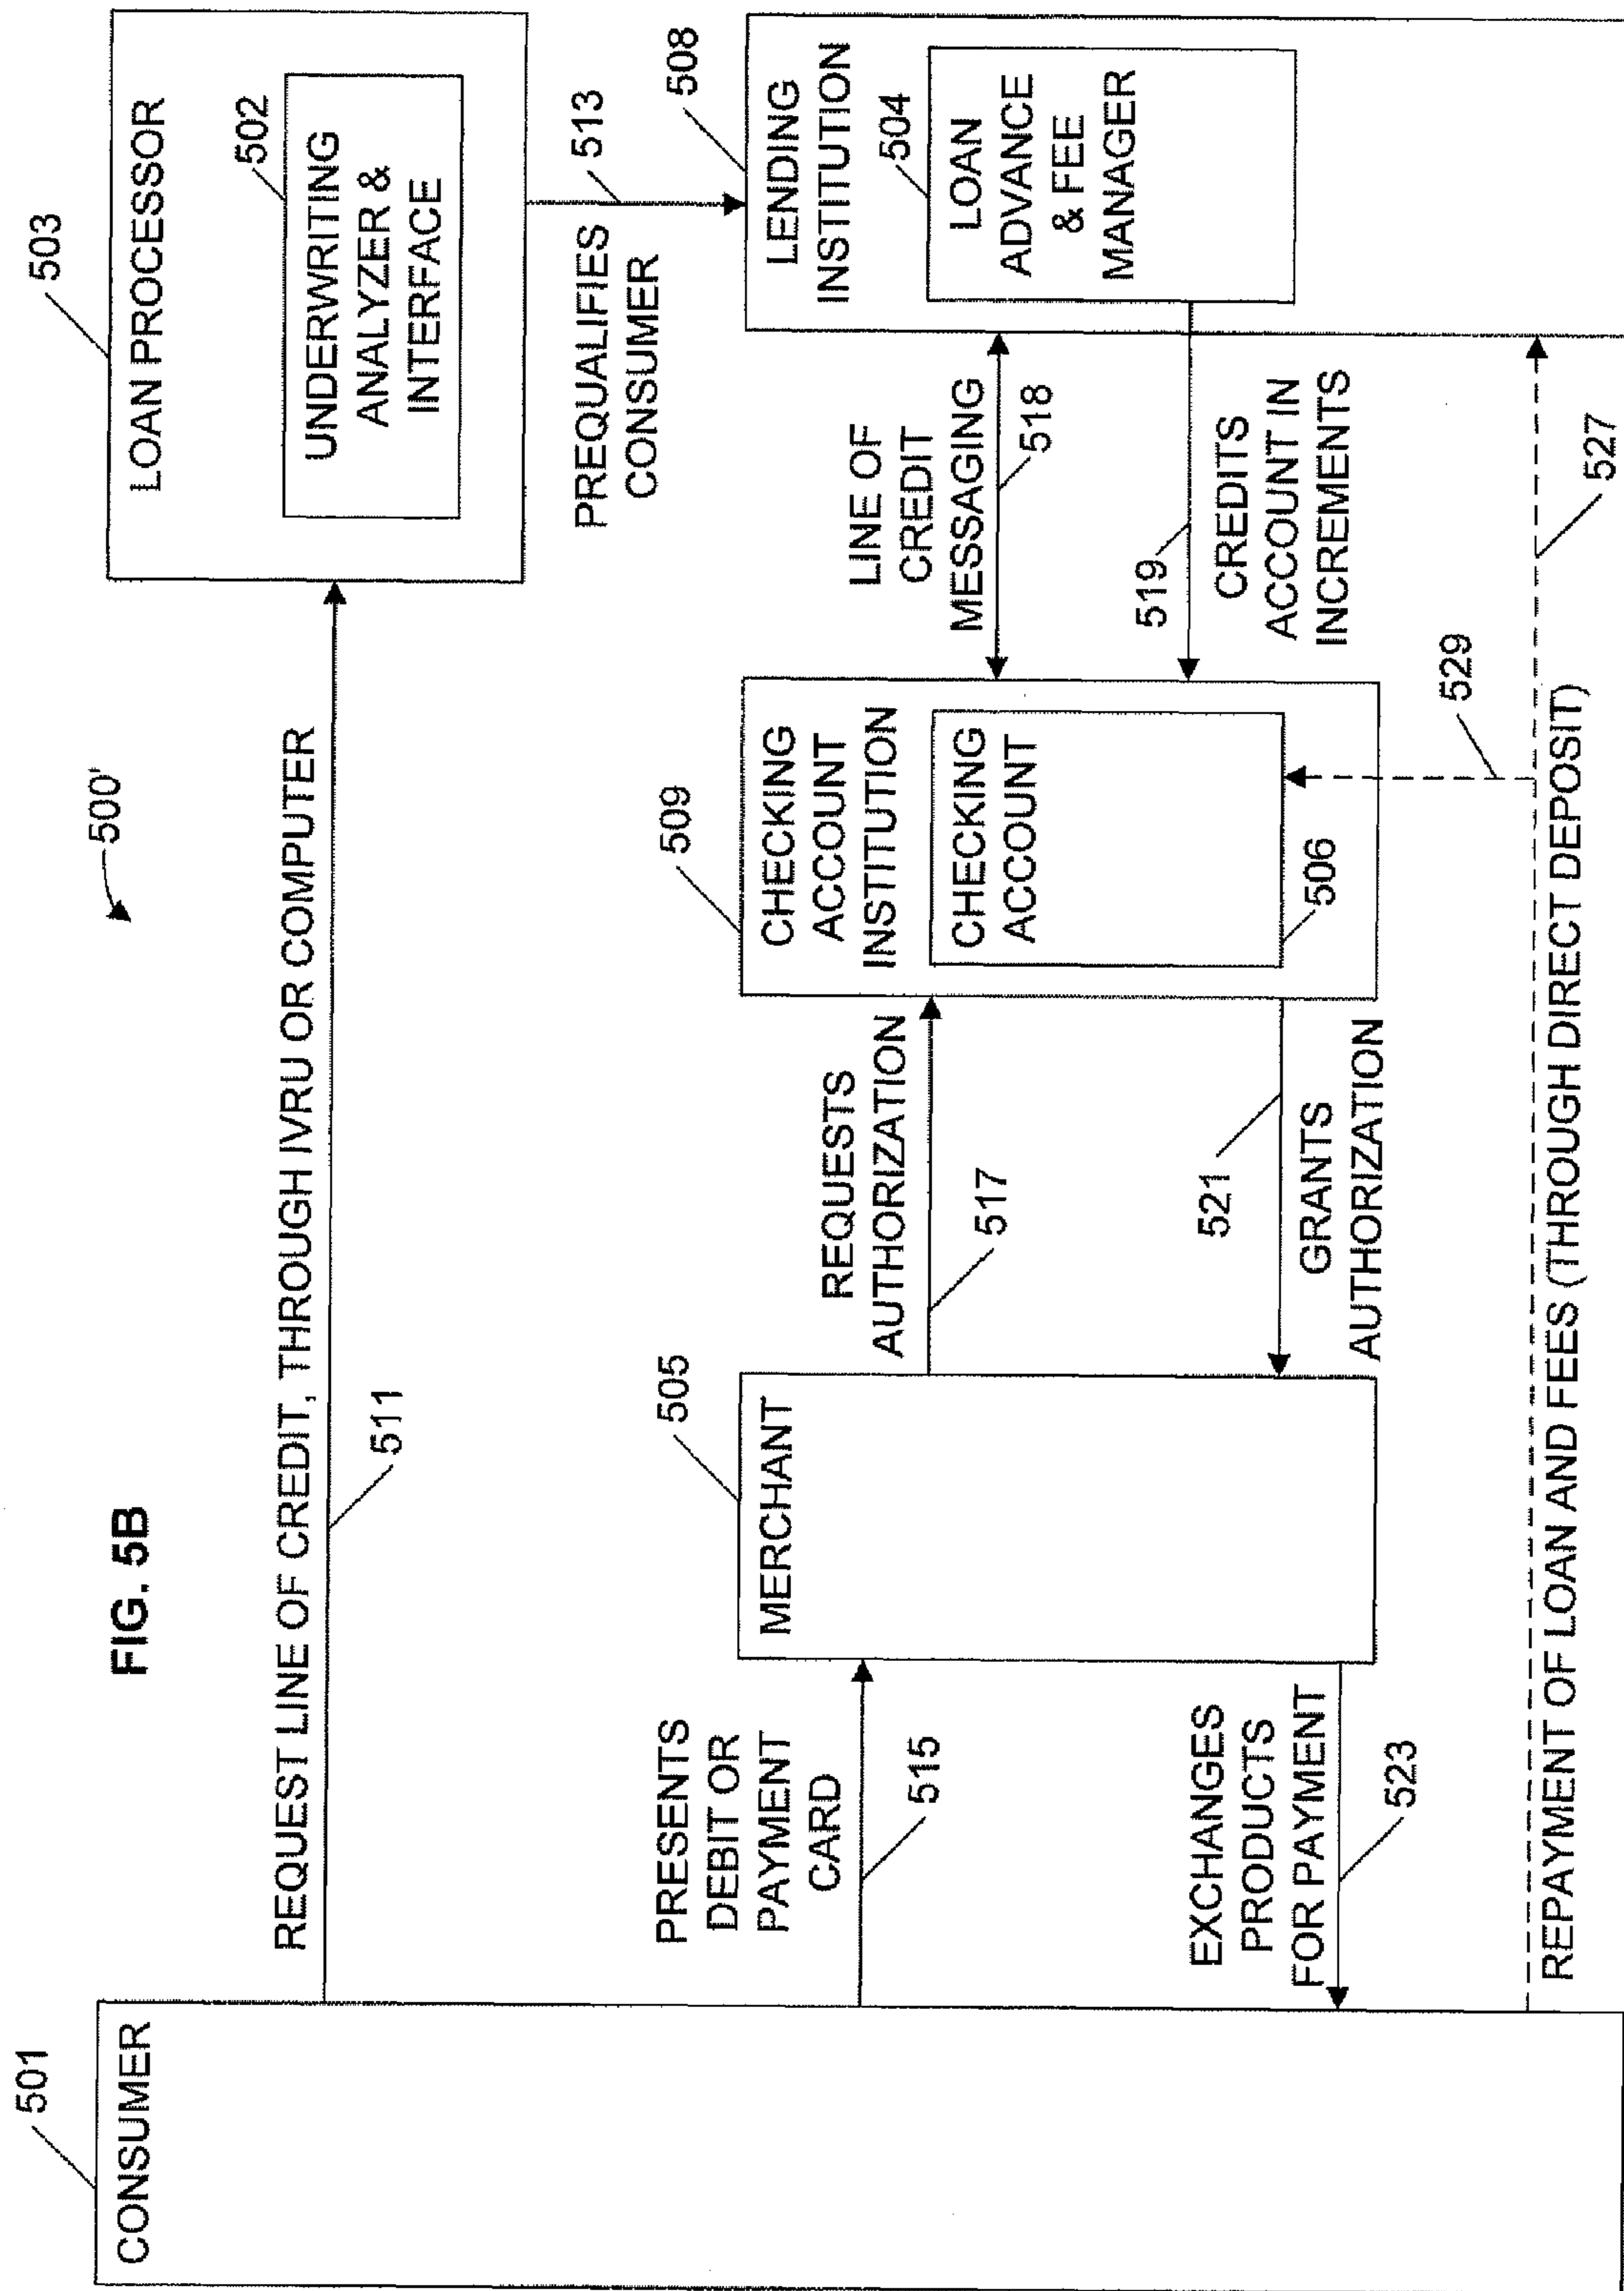 FIG. 5B
500'
501
CONSUMER
REQUEST LINE OF CREDIT, THROUGH IVRU OR COMPUTER
511
503
LOAN PROCESSOR
502
UNDERWRITING
ANALYZER &
INTERFACE
PREQUALIFIES
CONSUMER
513
PRESENTS
DEBIT OR
PAYMENT
CARD
515
505
MERCHANT
REQUESTS
AUTHORIZATION
517
509
CHECKING
ACCOUNT
INSTITUTION
CHECKING
ACCOUNT
506
LINE OF
CREDIT
MESSAGING
518
508
LENDING
INSTITUTION
504
LOAN
ADVANCE
& FEE
MANAGER
519
CREDITS
ACCOUNT IN
INCREMENTS
521
GRANTS
AUTHORIZATION
EXCHANGES
PRODUCTS
FOR PAYMENT
523
529
527
REPAYMENT OF LOAN AND FEES (THROUGH DIRECT DEPOSIT)